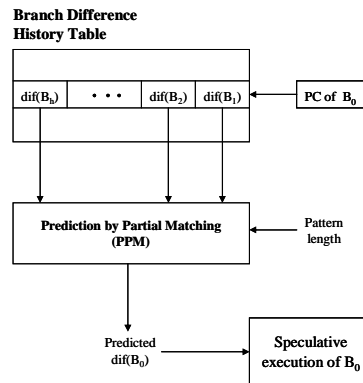 Branch Difference
History Table
dif(Bh) • • • dif(B2) dif(B1)
PC of B0
Prediction by Partial Matching
(PPM)
Pattern
length
Predicted
dif(B0)
Speculative
execution of B0